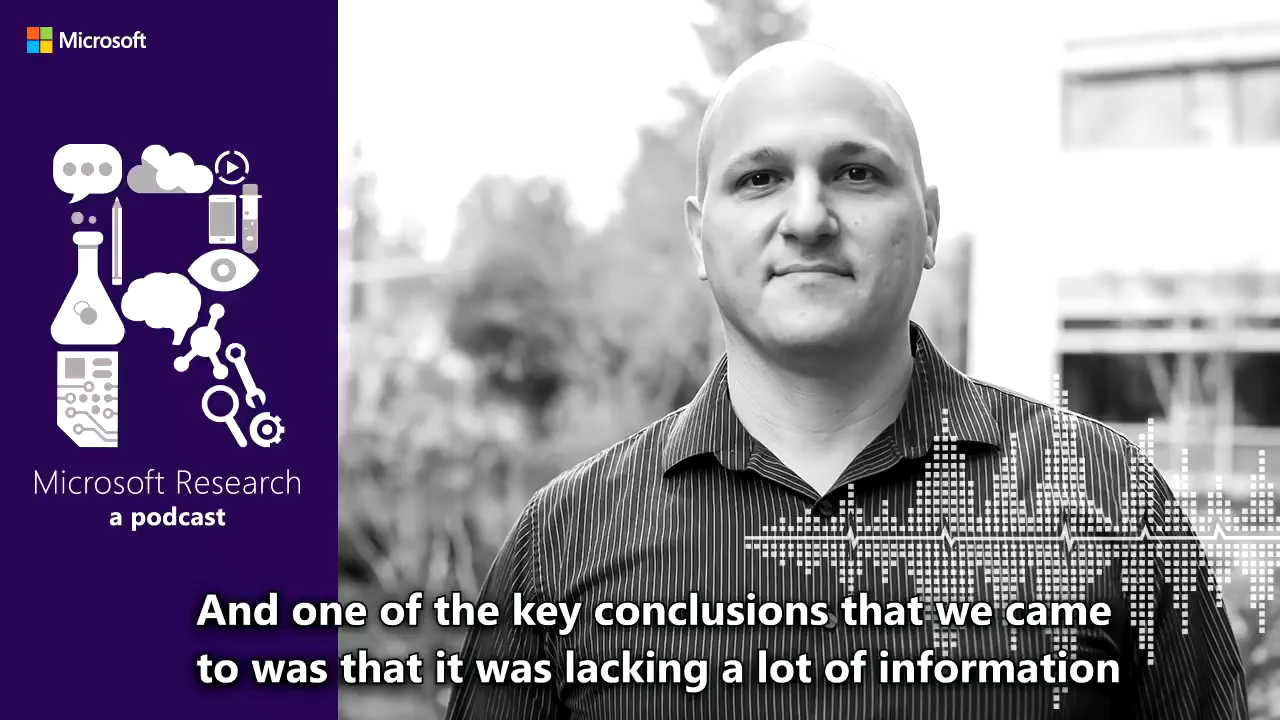 Microsoft
Microsoft Research
a podcast
And one of the key conclusions that we came
to was that it was lacking a lot of information